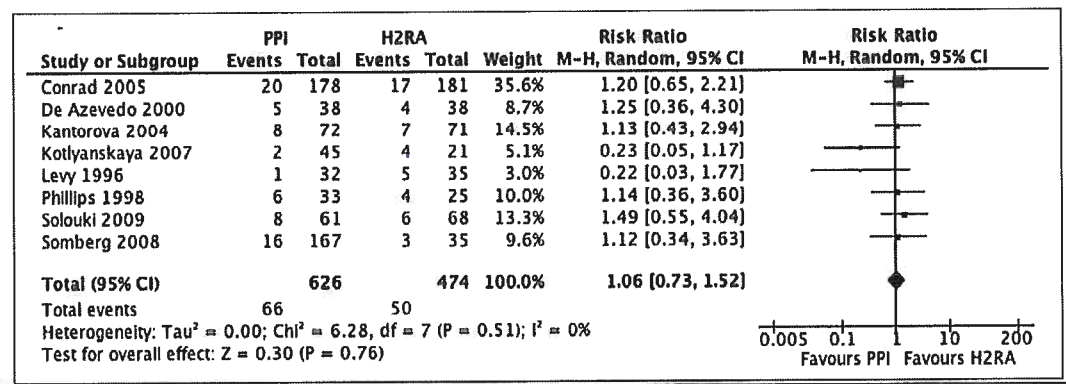 PPI H2RA Risk Ratio Risk Ratio
Study or Subgroup Events Total Events Total Weight M-H, Random, 95% CI M-H, Random, 95% CI
Conrad 2005 20 178 17 181 35.6% 1.20 [0.65, 2.21]
De Azevedo 2000 5 38 4 38 8.7% 1.25 [0.36, 4.30]
Kantorova 2004 8 72 7 71 14.5% 1.13 [0.43, 2.94]
Kotlyanskaya 2007 2 45 4 21 5.1% 0.23 [0.05, 1.17]
Levy 1996 1 32 5 35 3.0% 0.22 [0.03, 1.77]
Phillips 1998 6 33 4 25 10.0% 1.14 [0.36, 3.60]
Solouki 2009 8 61 6 68 13.3% 1.49 [0.55, 4.04]
Somberg 2008 16 167 3 35 9.6% 1.12 [0.34, 3.63]
Total (95% CI) 626 474 100.0% 1.06 [0.73, 1.52]
Total events 66 50
Heterogeneity: Tau² = 0.00; Chi² = 6.28, df = 7 (P = 0.51); I² = 0%
Test for overall effect: Z = 0.30 (P = 0.76)
0.005 0.1 1 10 200
Favours PPI Favours H2RA